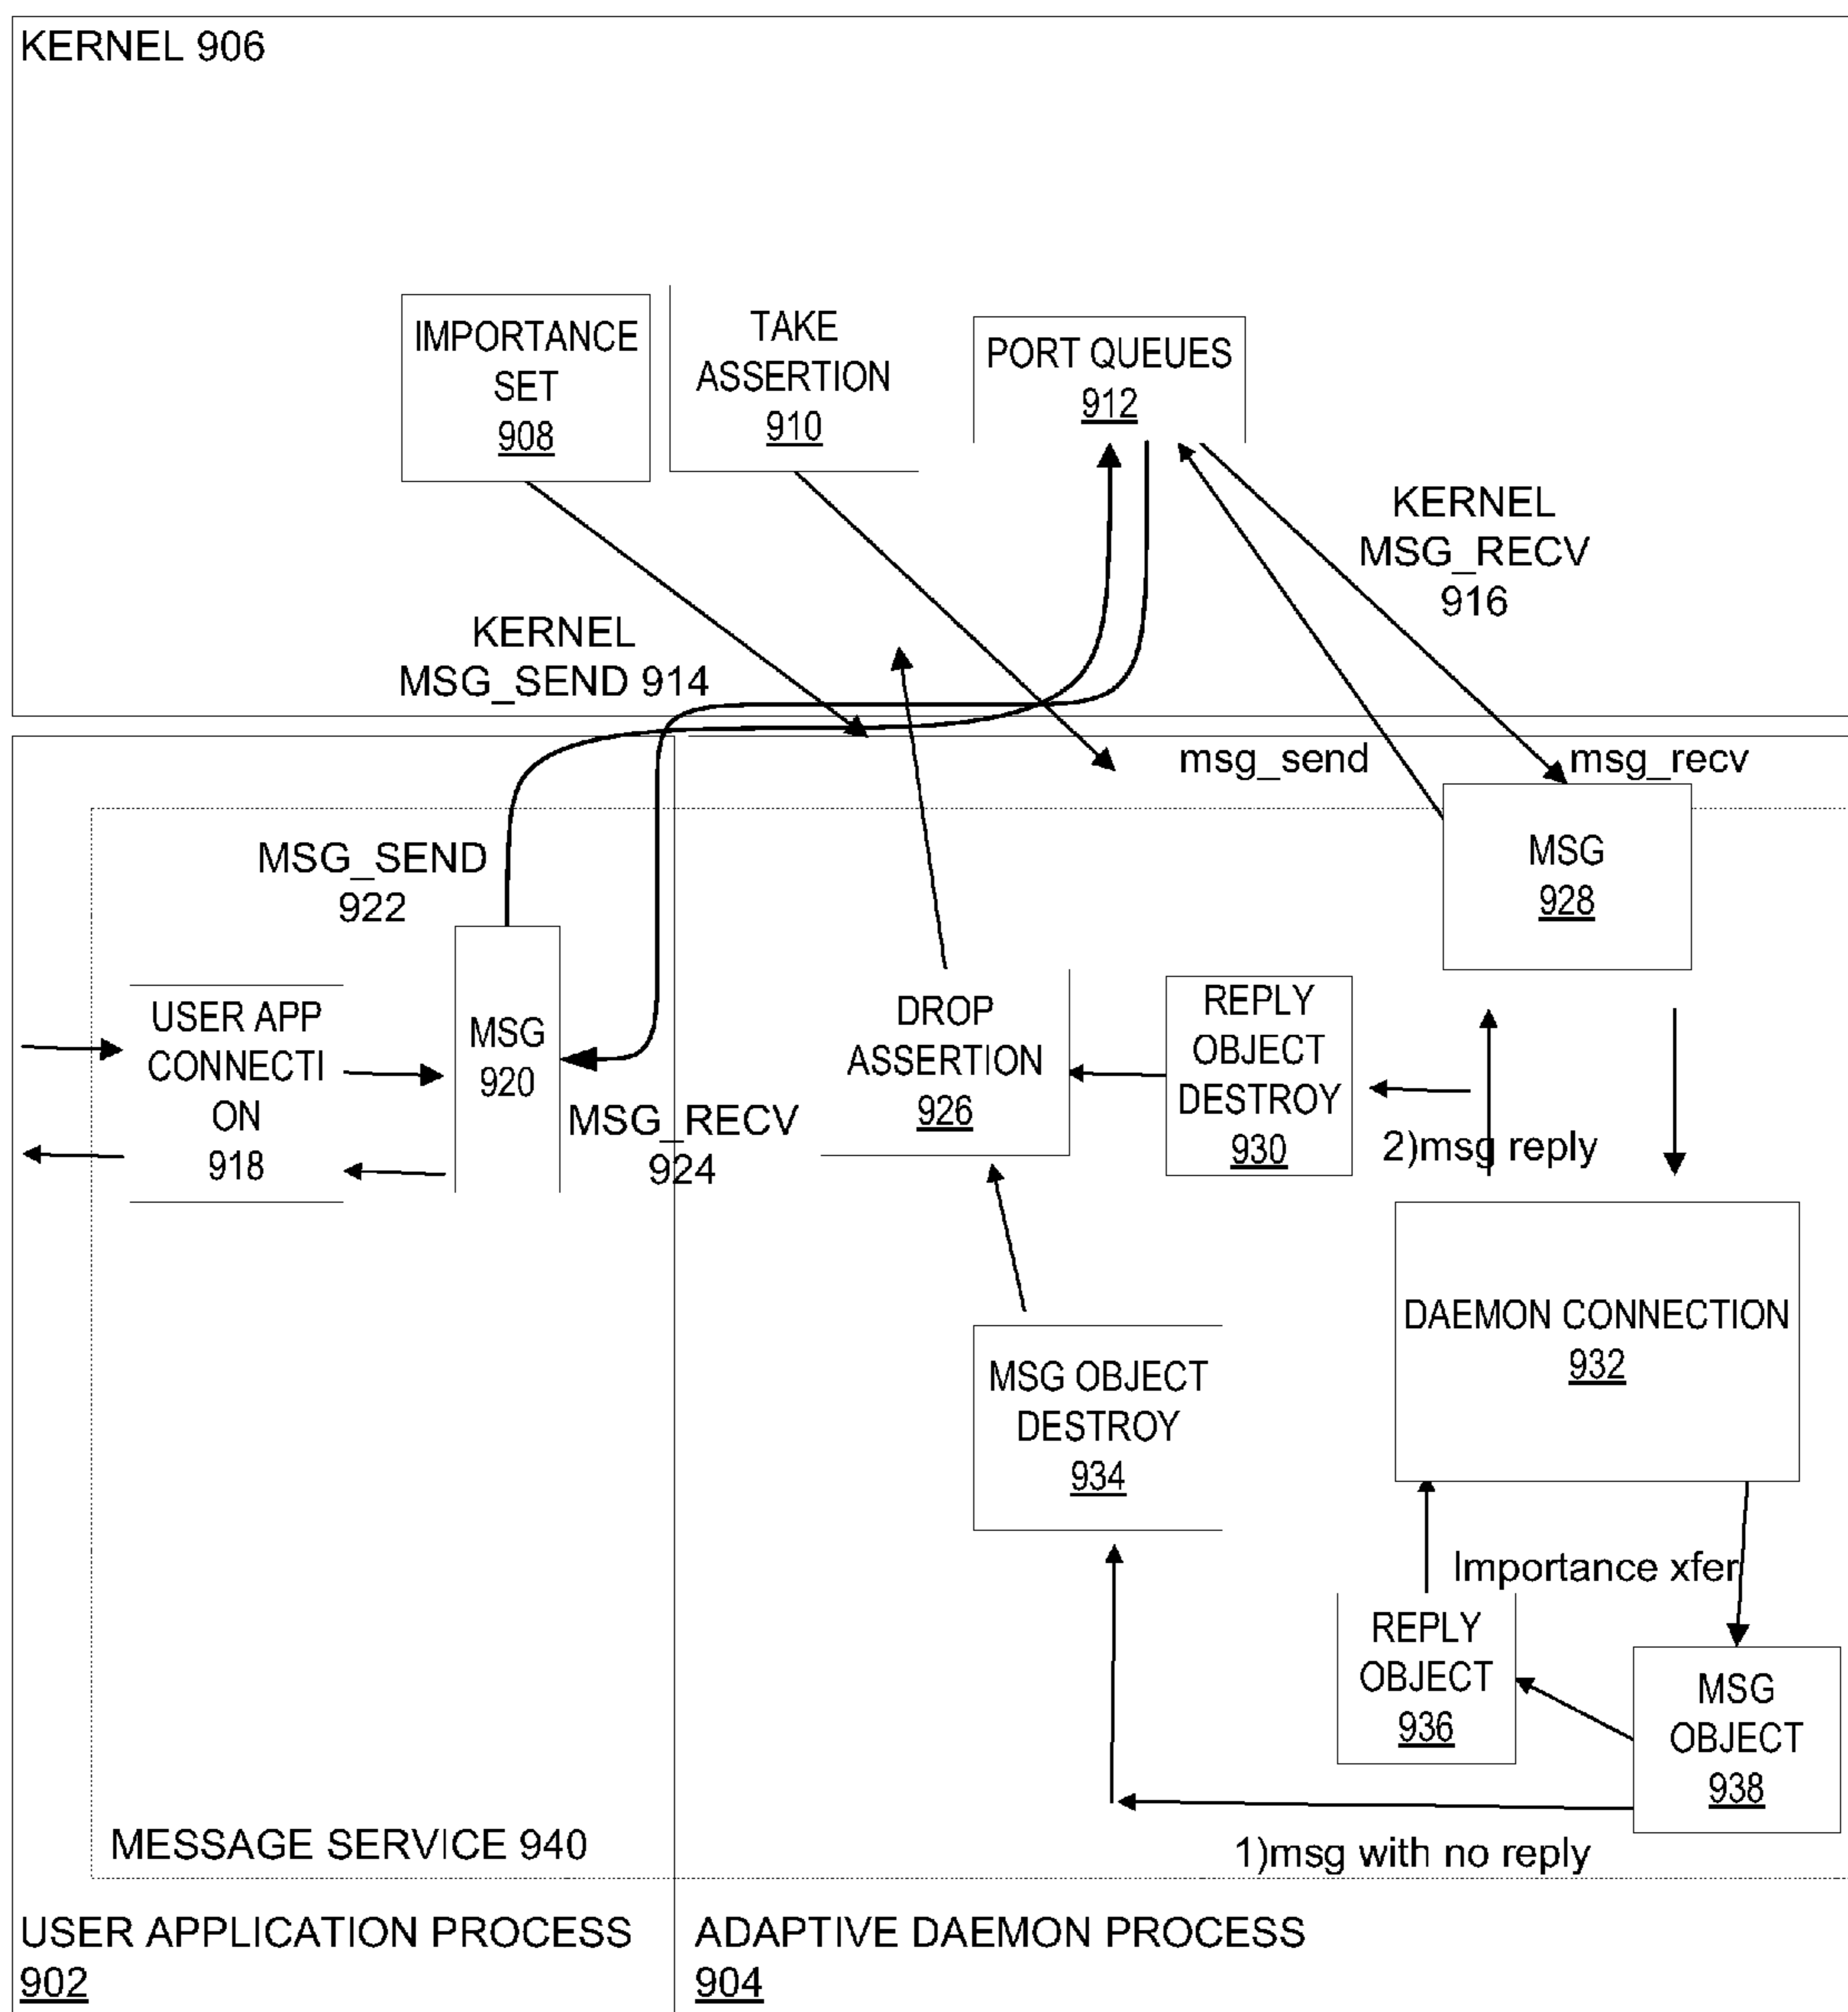 KERNEL 906
IMPORTANCE
SET
908
TAKE
ASSERTION
910
PORT QUEUES
912
KERNEL
MSG_RECV
916
KERNEL
MSG_SEND 914
msg_send
msg_recv
MSG_SEND
922
MSG
928
USER APP
CONNECTI
ON
918
MSG
920
MSG_RECV
924
DROP
ASSERTION
926
REPLY
OBJECT
DESTROY
930
2)msg reply
DAEMON CONNECTION
932
MSG OBJECT
DESTROY
934
Importance xfer
REPLY
OBJECT
936
MSG
OBJECT
938
1)msg with no reply
MESSAGE SERVICE 940
USER APPLICATION PROCESS
902
ADAPTIVE DAEMON PROCESS
904